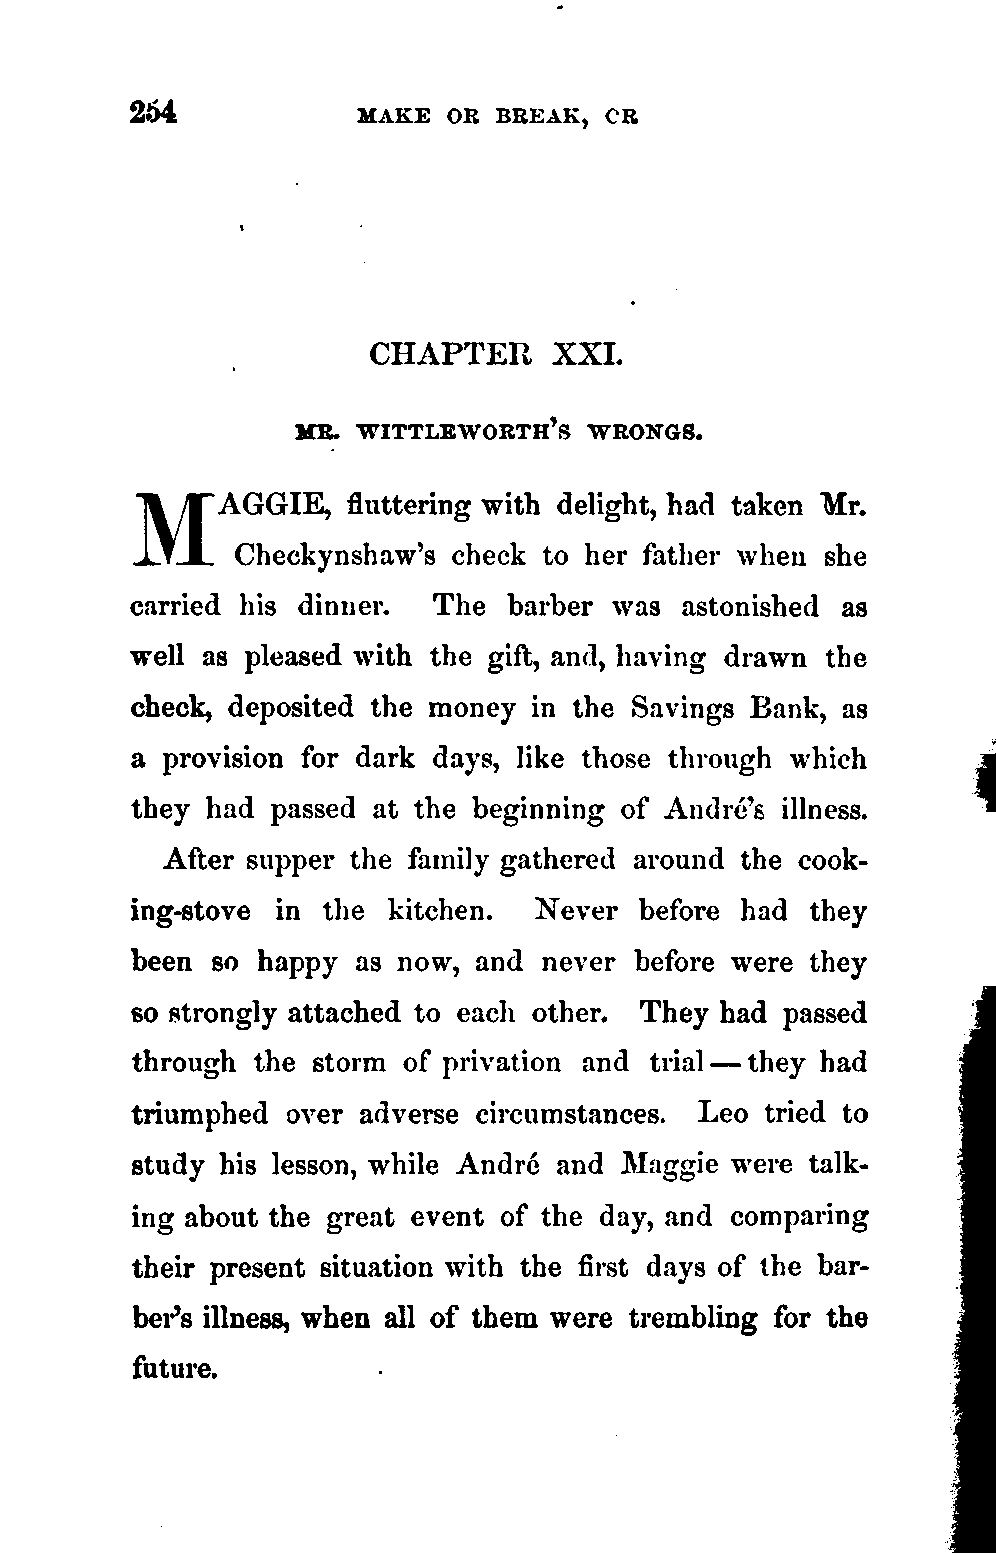 254 MAKE OR BREAK, OR
CHAPTER XXI.
MR. WITTLEWORTH'S WRONGS.
MAGGIE, fluttering with delight, had taken Mr.
Checkynshaw's check to her father when she
carried his dinner. The barber was astonished as
well as pleased with the gift, and, having drawn the
check, deposited the money in the Savings Bank, as
a provision for dark days, like those through which
they had passed at the beginning of André's illness.
After supper the family gathered around the cook-
ing-stove in the kitchen. Never before had they
been so happy as now, and never before were they
so strongly attached to each other. They had passed
through the storm of privation and trial — they had
triumphed over adverse circumstances. Leo tried to
study his lesson, while André and Maggie were talk-
ing about the great event of the day, and comparing
their present situation with the first days of the bar-
ber's illness, when all of them were trembling for the
future.